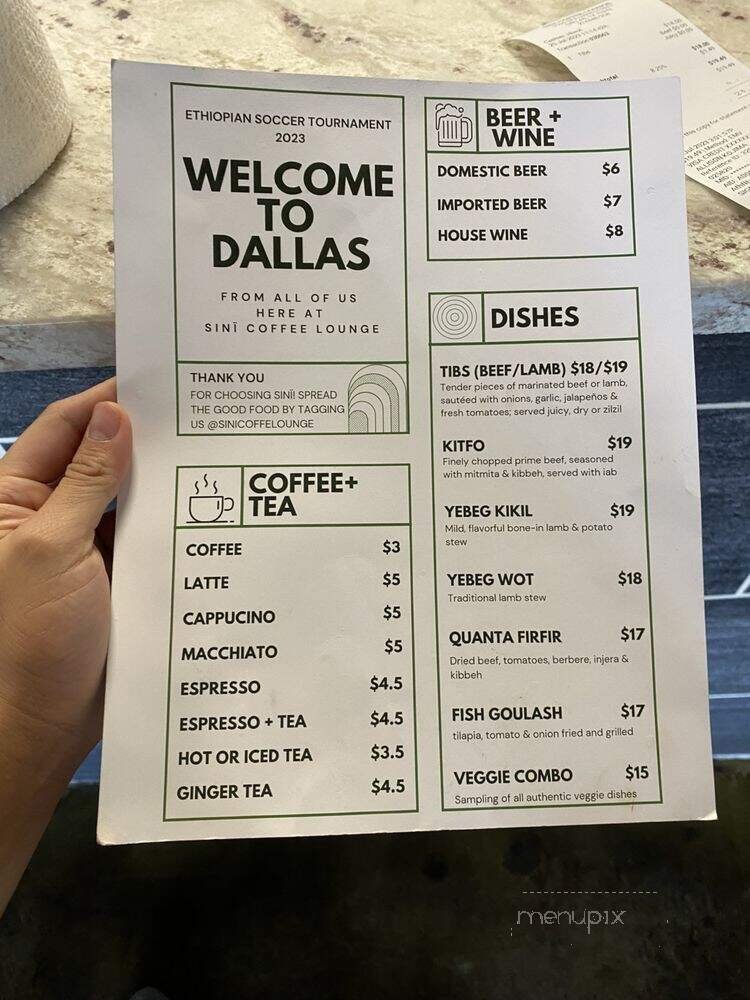 ETHIOPIAN SOCCER TOURNAMENT
2023
WELCOME
TO
DALLAS
FROM ALL OF US
HERE AT
SINĪ COFFEE LOUNGE
THANK YOU
FOR CHOOSING SINĪ! SPREAD
THE GOOD FOOD BY TAGGING
US @SINICOFFELOUNGE
COFFEE+
TEA
COFFEE $3
LATTE $5
CAPPUCINO $5
MACCHIATO $5
ESPRESSO $4.5
ESPRESSO + TEA $4.5
HOT OR ICED TEA $3.5
GINGER TEA $4.5
BEER +
WINE
DOMESTIC BEER $6
IMPORTED BEER $7
HOUSE WINE $8
DISHES
TIBS (BEEF/LAMB) $18/$19
Tender pieces of marinated beef or lamb,
sautéed with onions, garlic, jalapeños &
fresh tomatoes; served juicy, dry or zilzil
KITFO $19
Finely chopped prime beef, seasoned
with mitmita & kibbeh, served with iab
YEBEG KIKIL $19
Mild, flavorful bone-in lamb & potato
stew
YEBEG WOT $18
Traditional lamb stew
QUANTA FIRFIR $17
Dried beef, tomatoes, berbere, injera &
kibbeh
FISH GOULASH $17
tilapia, tomato & onion fried and grilled
VEGGIE COMBO $15
Sampling of all authentic veggie dishes
$18.00
$19.49
menupix